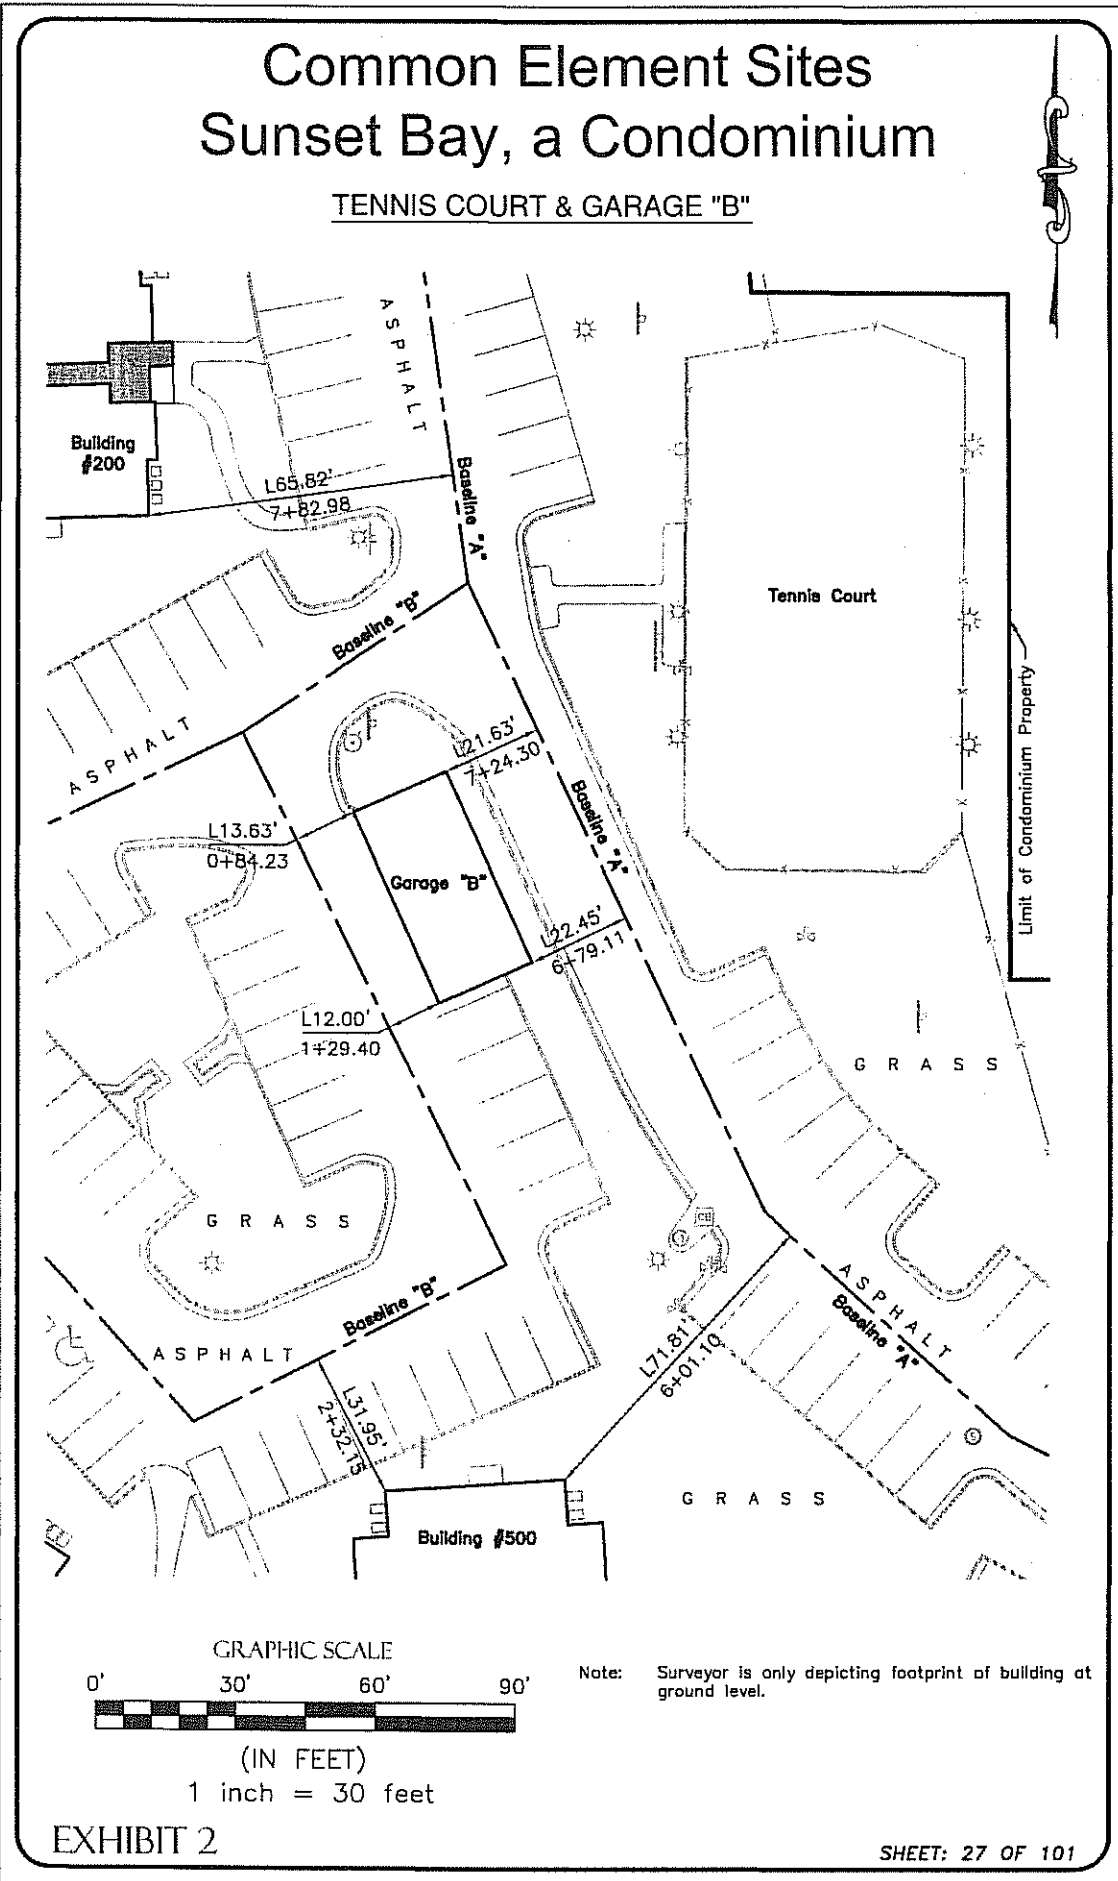 Common Element Sites
Sunset Bay, a Condominium
TENNIS COURT & GARAGE "B"
ASPHALT
Building
#200
L65.82'
7+82.98
Baseline "A"
Baseline "B"
Tennis Court
Limit of Condominium Property
ASPHALT
L21.63'
7+24.30
Baseline "A"
L13.63'
0+84.23
Garage "B"
L22.45'
6+79.11
L12.00'
1+29.40
GRASS
GRASS
CB
Baseline "B"
ASPHALT
ASPHALT
Baseline "A"
L71.81'
6+01.10
L31.95'
2+32.15
S
GRASS
Building #500
GRAPHIC SCALE
0' 30' 60' 90'
(IN FEET)
1 inch = 30 feet
Note: Surveyor is only depicting footprint of building at
ground level.
EXHIBIT 2
SHEET: 27 OF 101